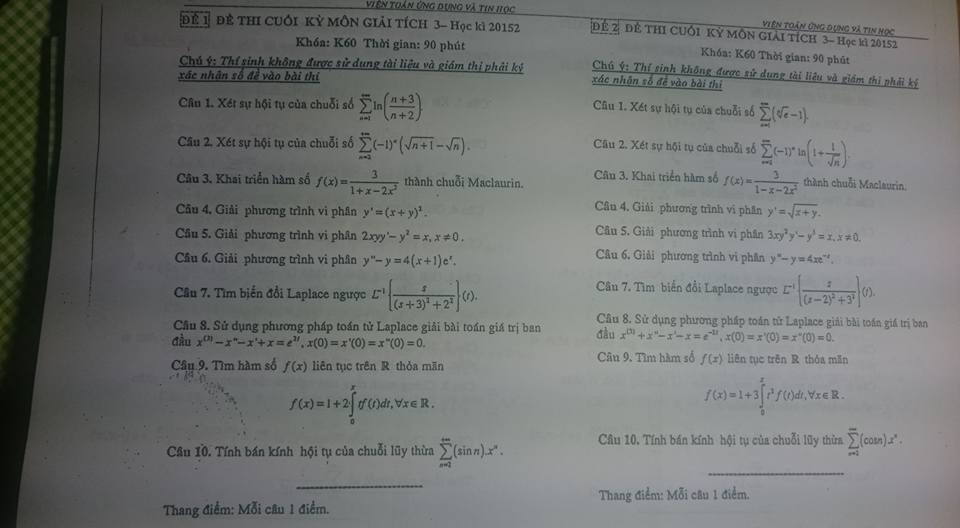 VIỆN TOÁN ỨNG DỤNG VÀ TIN HỌC
ĐỀ 1 ĐỀ THI CUỐI KỲ MÔN GIẢI TÍCH 3– Học kì 20152
Khóa: K60 Thời gian: 90 phút
Chú ý: Thí sinh không được sử dụng tài liệu và giám thị phải ký
xác nhận số đề vào bài thi
Câu 1. Xét sự hội tụ của chuỗi số \sum_{n=1}^{+\infty} \ln\left(\frac{n+3}{n+2}\right)
Câu 2. Xét sự hội tụ của chuỗi số \sum_{n=2}^{+\infty} (-1)^n (\sqrt{n+1}-\sqrt{n}).
Câu 3. Khai triển hàm số f(x)=\frac{3}{1+x-2x^2} thành chuỗi Maclaurin.
Câu 4. Giải phương trình vi phân y'=(x+y)^2.
Câu 5. Giải phương trình vi phân 2xyy'-y^2=x, x≠0.
Câu 6. Giải phương trình vi phân y''-y=4(x+1)e^x.
Câu 7. Tìm biến đổi Laplace ngược L^{-1}\left\{\frac{s}{(s+3)^2+2^2}\right\}(t).
Câu 8. Sử dụng phương pháp toán tử Laplace giải bài toán giá trị ban
đầu x^{(3)}-x''-x'+x=e^{2t}, x(0)=x'(0)=x''(0)=0.
Câu 9. Tìm hàm số f(x) liên tục trên ℝ thỏa mãn
f(x)=1+2\int_0^x tf(t)dt, ∀x∈ℝ.
Câu 10. Tính bán kính hội tụ của chuỗi lũy thừa \sum_{n=2}^{+\infty} (\sin n).x^n.
Thang điểm: Mỗi câu 1 điểm.
VIỆN TOÁN ỨNG DỤNG VÀ TIN HỌC
ĐỀ 2 ĐỀ THI CUỐI KỲ MÔN GIẢI TÍCH 3– Học kì 20152
Khóa: K60 Thời gian: 90 phút
Chú ý: Thí sinh không được sử dụng tài liệu và giám thị phải ký
xác nhận số đề vào bài thi
Câu 1. Xét sự hội tụ của chuỗi số \sum_{n=1}^{+\infty} (\sqrt[n]{e}-1).
Câu 2. Xét sự hội tụ của chuỗi số \sum_{n=2}^{+\infty} (-1)^n \ln\left(1+\frac{1}{\sqrt{n}}\right).
Câu 3. Khai triển hàm số f(x)=\frac{3}{1-x-2x^2} thành chuỗi Maclaurin.
Câu 4. Giải phương trình vi phân y'=\sqrt{x+y}.
Câu 5. Giải phương trình vi phân 3xy^2y'-y^3=x, x≠0.
Câu 6. Giải phương trình vi phân y''-y=4xe^{-x}.
Câu 7. Tìm biến đổi Laplace ngược L^{-1}\left\{\frac{s}{(s-2)^2+3^2}\right\}(t).
Câu 8. Sử dụng phương pháp toán tử Laplace giải bài toán giá trị ban
đầu x^{(3)}+x''-x'-x=e^{-2t}, x(0)=x'(0)=x''(0)=0.
Câu 9. Tìm hàm số f(x) liên tục trên ℝ thỏa mãn
f(x)=1+3\int_0^x t^2 f(t)dt, ∀x∈ℝ.
Câu 10. Tính bán kính hội tụ của chuỗi lũy thừa \sum_{n=2}^{+\infty} (\cos n).x^n.
Thang điểm: Mỗi câu 1 điểm.